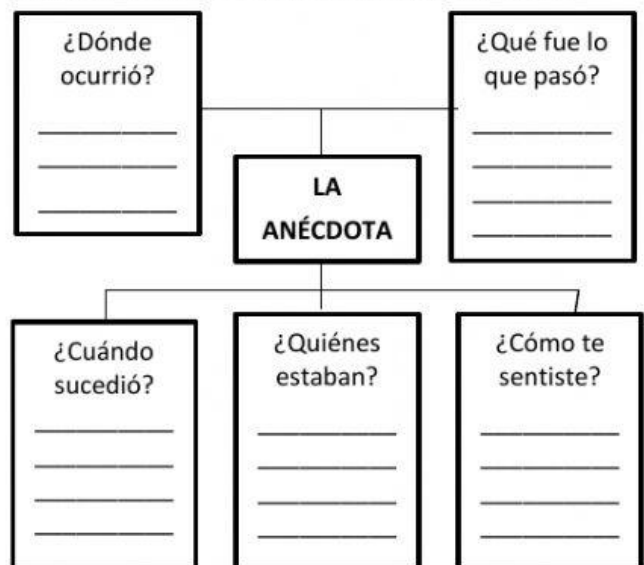 ¿Dónde
ocurrió?
¿Qué fue lo
que pasó?
LA
ANÉCDOTA
¿Cuándo
sucedió?
¿Quiénes
estaban?
¿Cómo te
sentiste?